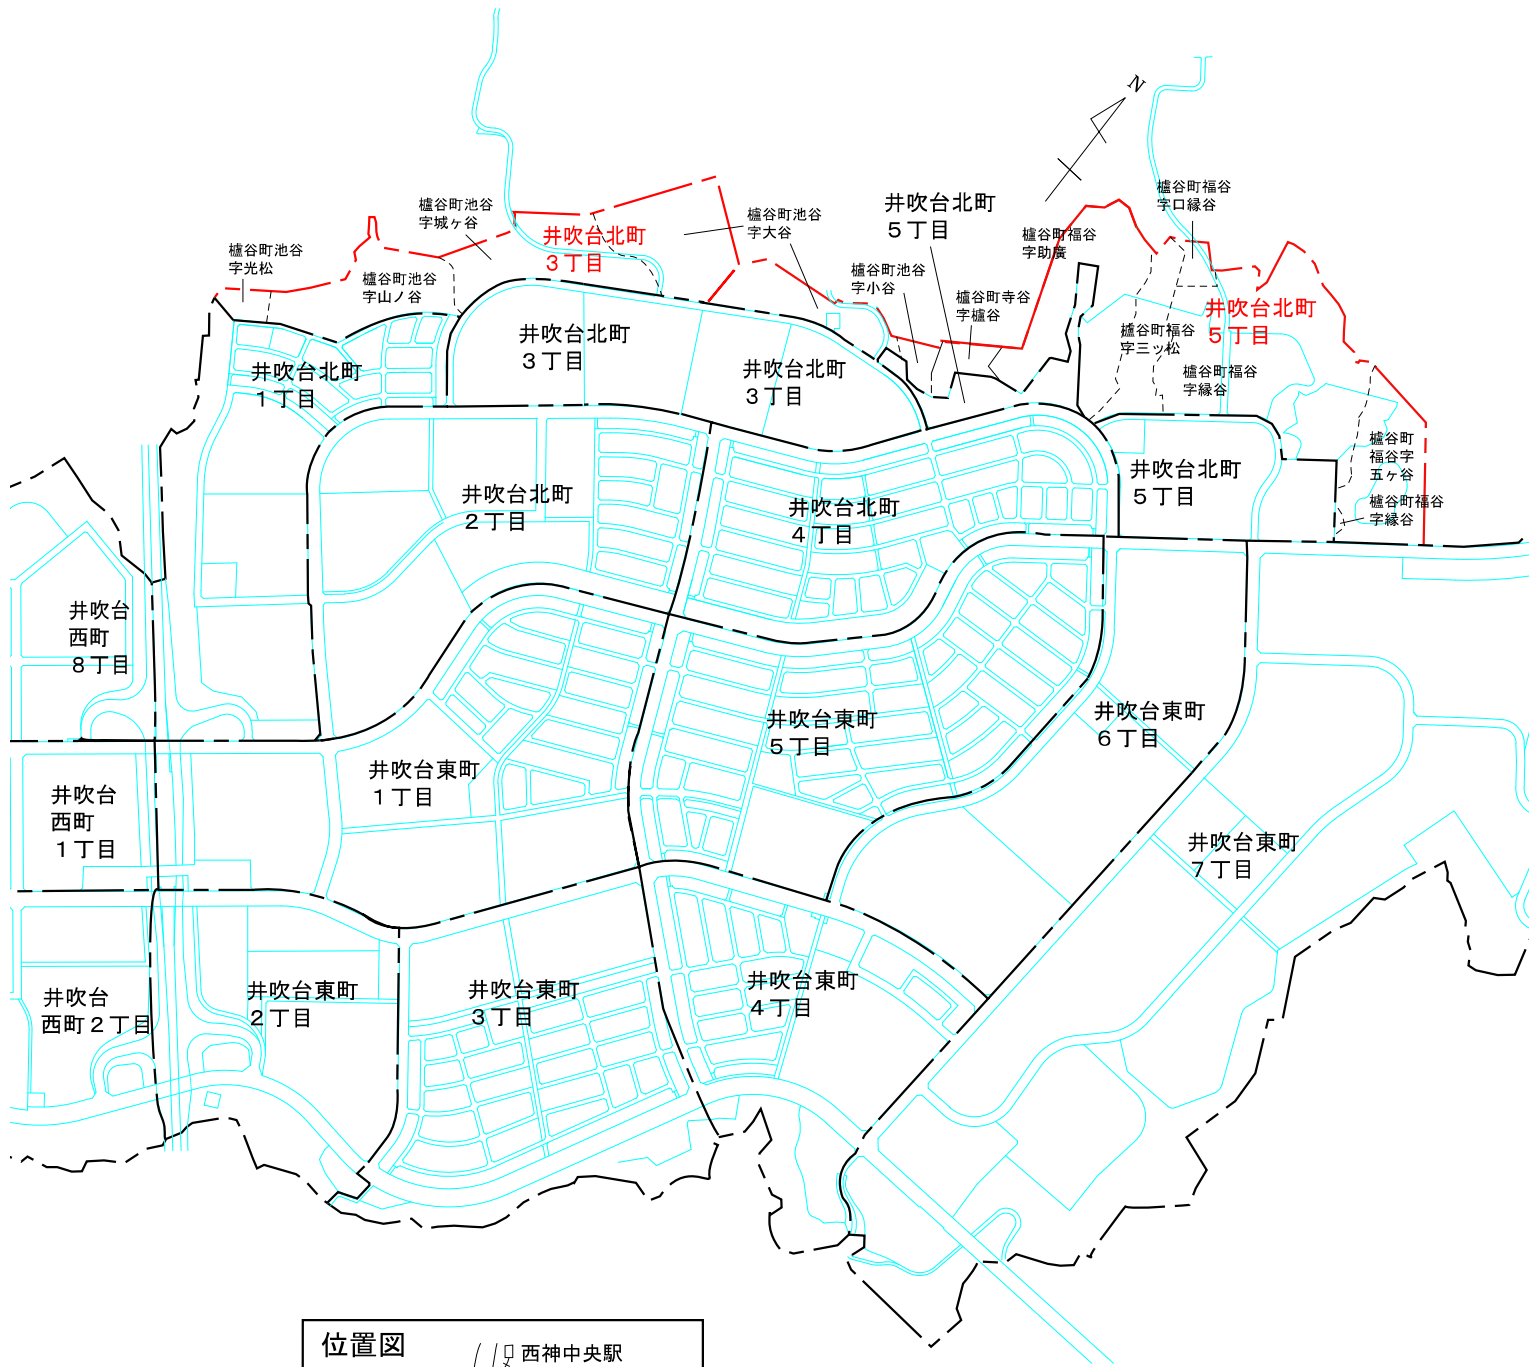 N
櫨谷町福谷
字口縁谷
井吹台北町
５丁目
櫨谷町池谷
字城ヶ谷
櫨谷町池谷
字大谷
井吹台北町
３丁目
櫨谷町福谷
字助廣
櫨谷町池谷
字光松
櫨谷町池谷
字小谷
櫨谷町池谷
字山ノ谷
櫨谷町寺谷
字櫨谷
井吹台北町
５丁目
櫨谷町福谷
字三ッ松
井吹台北町
３丁目
井吹台北町
１丁目
井吹台北町
３丁目
櫨谷町福谷
字縁谷
櫨谷町
福谷字
五ヶ谷
井吹台北町
５丁目
井吹台北町
２丁目
井吹台北町
４丁目
櫨谷町福谷
字縁谷
井吹台
西町
８丁目
井吹台東町
５丁目
井吹台東町
６丁目
井吹台東町
１丁目
井吹台
西町
１丁目
井吹台東町
７丁目
井吹台
西町２丁目
井吹台東町
２丁目
井吹台東町
３丁目
井吹台東町
４丁目
位置図
西神中央駅